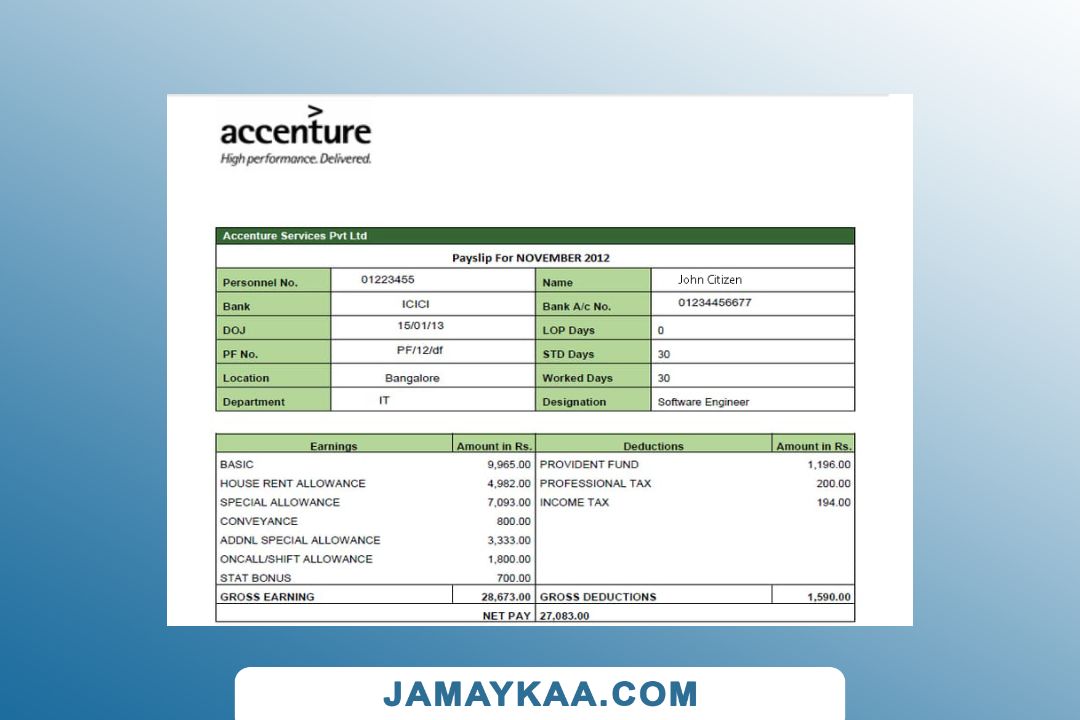 accenture
High performance. Delivered.
Accenture Services Pvt Ltd
Payslip For NOVEMBER 2012
Personnel No. 01223455 Name John Citizen
Bank ICICI Bank A/c No. 01234456677
DOJ 15/01/13 LOP Days 0
PF No. PF/12/df STD Days 30
Location Bangalore Worked Days 30
Department IT Designation Software Engineer
Earnings Amount in Rs. Deductions Amount in Rs.
BASIC 9,965.00 PROVIDENT FUND 1,196.00
HOUSE RENT ALLOWANCE 4,982.00 PROFESSIONAL TAX 200.00
SPECIAL ALLOWANCE 7,093.00 INCOME TAX 194.00
CONVEYANCE 800.00
ADDNL SPECIAL ALLOWANCE 3,333.00
ONCALL/SHIFT ALLOWANCE 1,800.00
STAT BONUS 700.00
GROSS EARNING 28,673.00 GROSS DEDUCTIONS 1,590.00
NET PAY 27,083.00
JAMAYKAA.COM